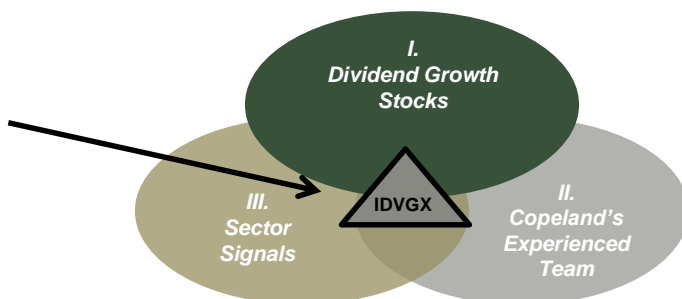 I.
Dividend Growth
Stocks
III.
Sector
Signals
IDVGX
II.
Copeland's
Experienced
Team